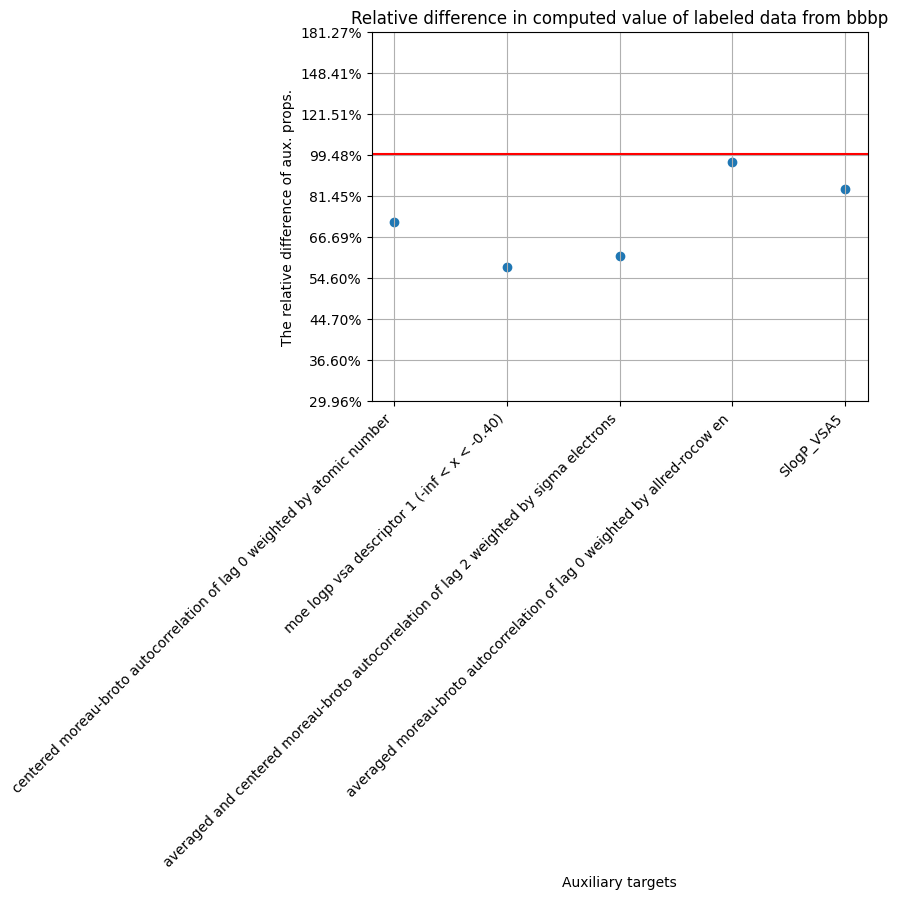 Relative difference in computed value of labeled data from bbbp
181.27%
148.41%
121.51%
99.48%
81.45%
66.69%
54.60%
44.70%
36.60%
29.96%
The relative difference of aux. props.
centered moreau-broto autocorrelation of lag 0 weighted by atomic number
moe logp vsa descriptor 1 (-inf < x < -0.40)
averaged and centered moreau-broto autocorrelation of lag 2 weighted by sigma electrons
averaged moreau-broto autocorrelation of lag 0 weighted by allred-rocow en
SlogP_VSA5
Auxiliary targets